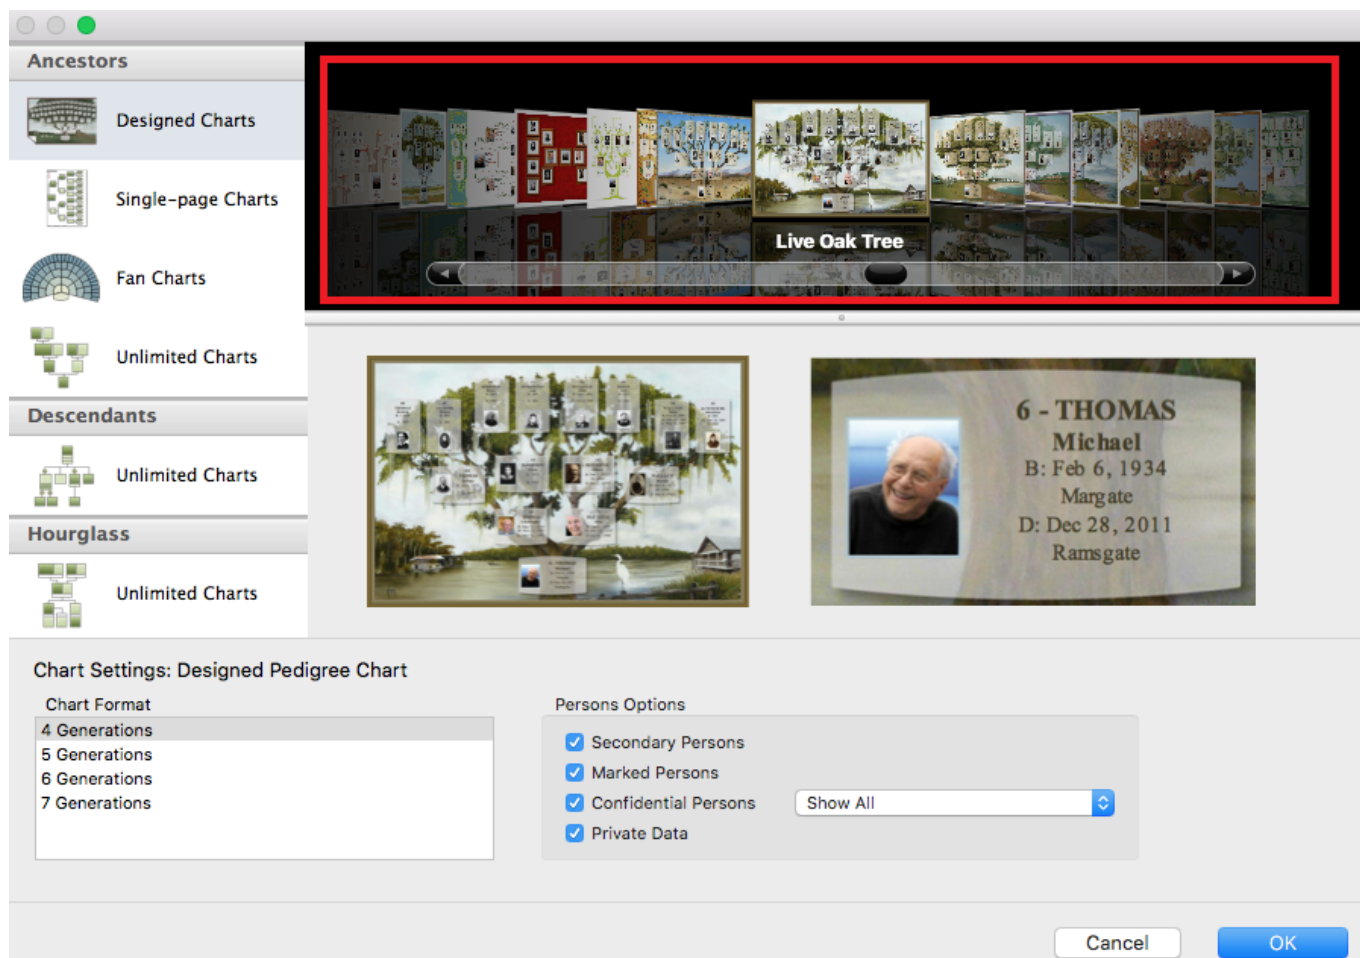 Ancestors
Designed Charts
Single-page Charts
Fan Charts
Unlimited Charts
Descendants
Unlimited Charts
Hourglass
Unlimited Charts
Live Oak Tree
6 - THOMAS
Michael
B: Feb 6, 1934
Margate
D: Dec 28, 2011
Ramsgate
Chart Settings: Designed Pedigree Chart
Chart Format
4 Generations
5 Generations
6 Generations
7 Generations
Persons Options
Secondary Persons
Marked Persons
Confidential Persons
Show All
Private Data
Cancel
OK